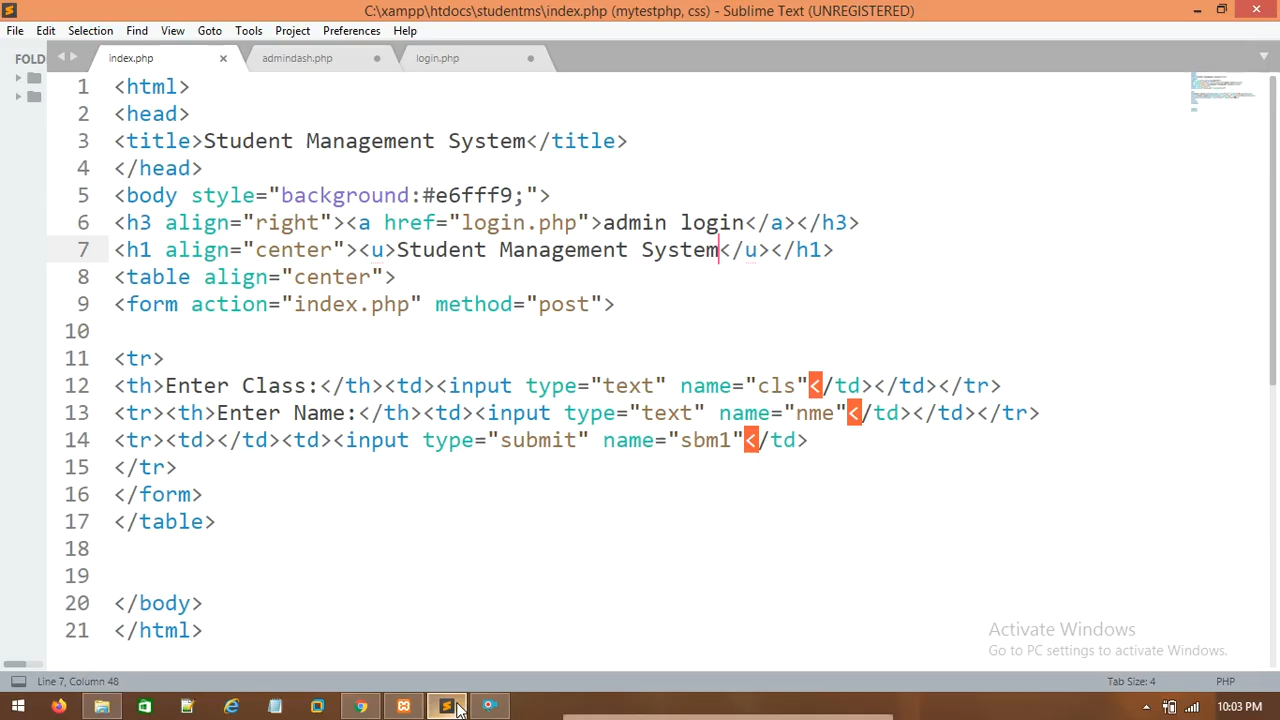 C:\xampp\htdocs\studentms\index.php (mytestphp, css) - Sublime Text (UNREGISTERED)
File Edit Selection Find View Goto Tools Project Preferences Help
FOLD
index.php admindash.php login.php
1 <html>
2 <head>
3 <title>Student Management System</title>
4 </head>
5 <body style="background:#e6fff9;">
6 <h3 align="right"><a href="login.php">admin login</a></h3>
7 <h1 align="center"><u>Student Management System</u></h1>
8 <table align="center">
9 <form action="index.php" method="post">
10
11 <tr>
12 <th>Enter Class:</th><td><input type="text" name="cls"</td></td></tr>
13 <tr><th>Enter Name:</th><td><input type="text" name="nme"</td></td></tr>
14 <tr><td></td><td><input type="submit" name="sbm1"</td>
15 </tr>
16 </form>
17 </table>
18
19
20 </body>
21 </html>
Activate Windows
Go to PC settings to activate Windows.
Line 7, Column 48 Tab Size: 4 PHP
10:03 PM